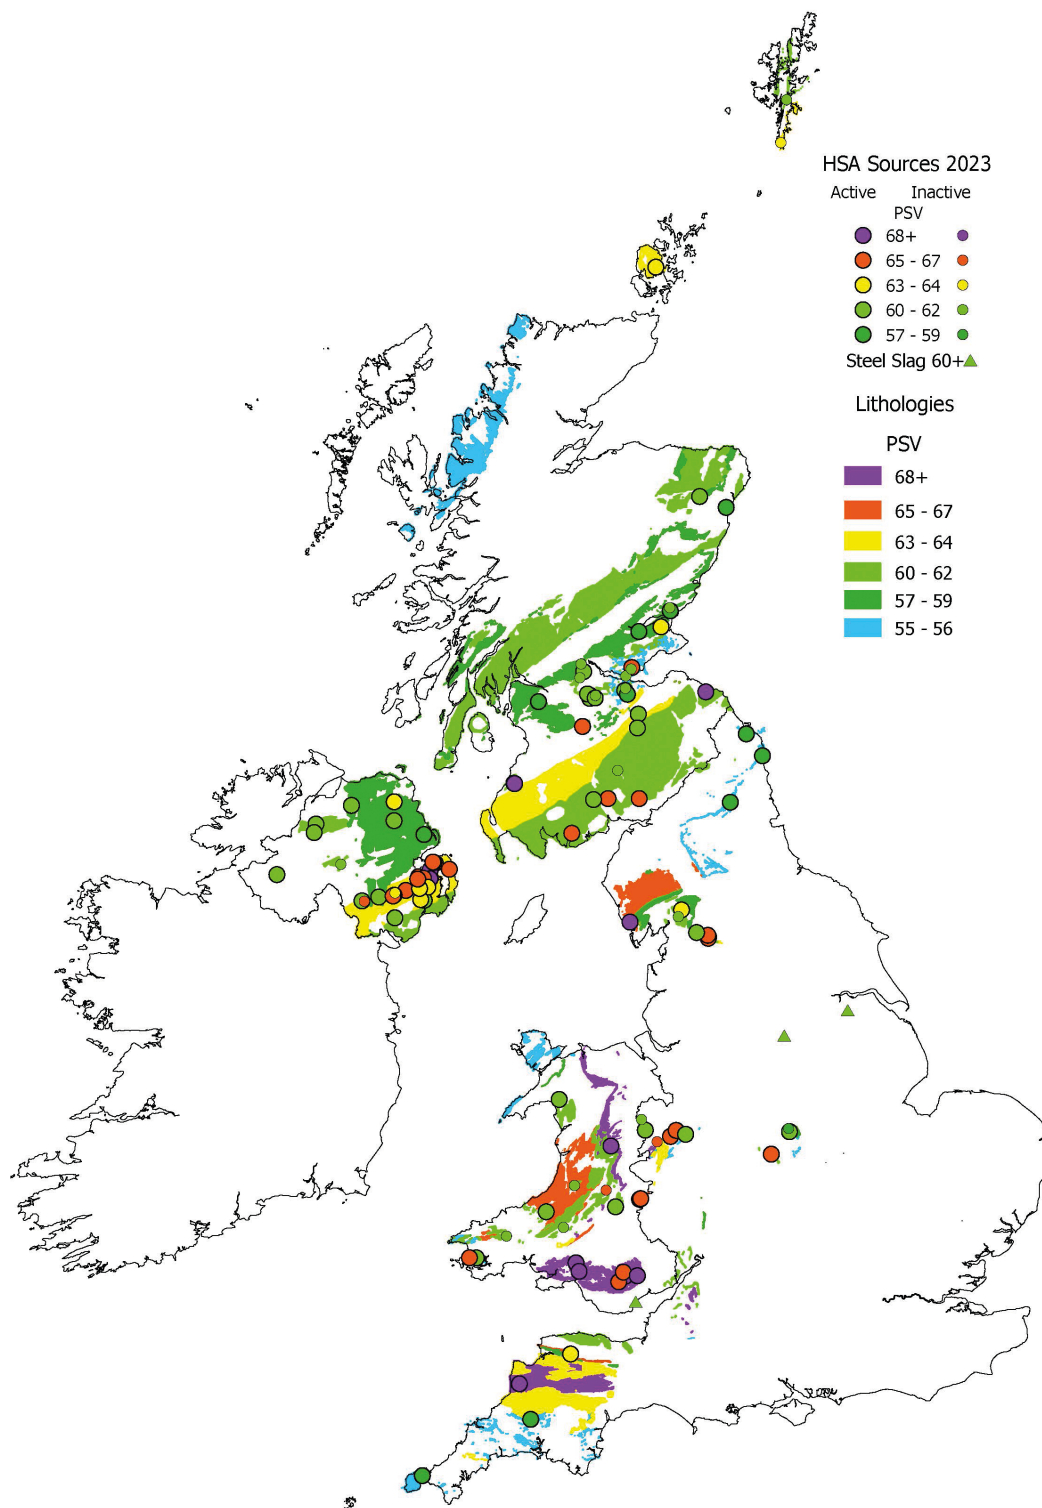 HSA Sources 2023
Active Inactive
PSV
68+
65 - 67
63 - 64
60 - 62
57 - 59
Steel Slag 60+
Lithologies
PSV
68+
65 - 67
63 - 64
60 - 62
57 - 59
55 - 56